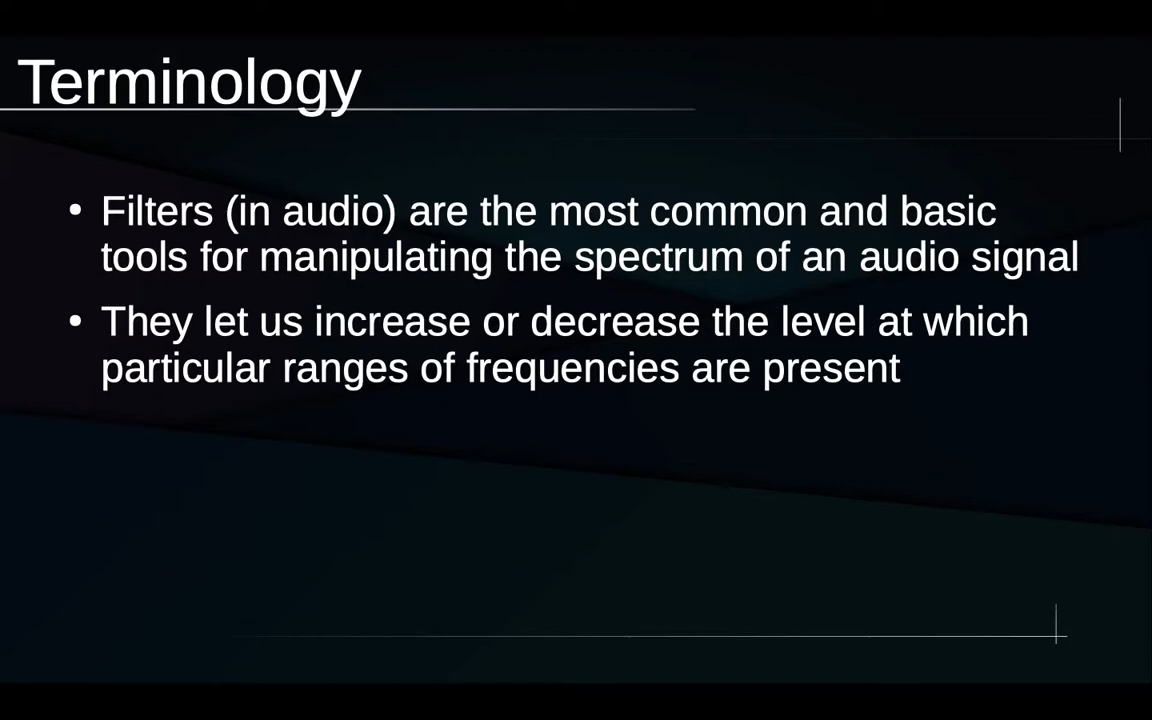 Terminology
• Filters (in audio) are the most common and basic
tools for manipulating the spectrum of an audio signal
• They let us increase or decrease the level at which
particular ranges of frequencies are present